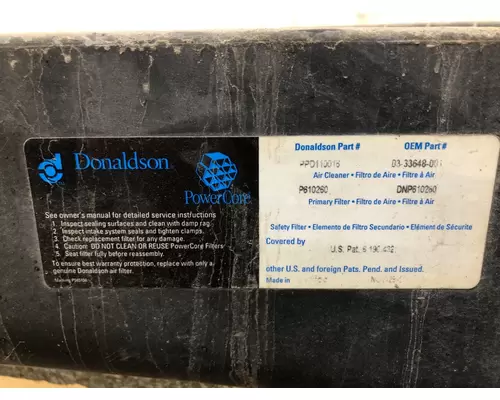 Donaldson
PowerCore
See owner's manual for detailed service instructions
1. Inspect sealing surfaces and clean with damp rag.
2. Inspect intake system seals and tighten clamps.
3. Check replacement filter for any damage.
4. Caution: DO NOT CLEAN OR REUSE PowerCore Filters
5. Seat filter fully before reassembly.
To ensure best warranty protection, replace with only a
genuine Donaldson air filter.
Donaldson Part # OEM Part #
Air Cleaner • Filtro de Aire • Filtre à Air
P610260 DNP610260
Primary Filter • Filtro de Aire • Filtre à Air
Safety Filter • Elemento de Filtro Secundario • Elément de Sécurité
Covered by
U.S. Pat.
other U.S. and foreign Pats. Pend. and Issued.
Made in